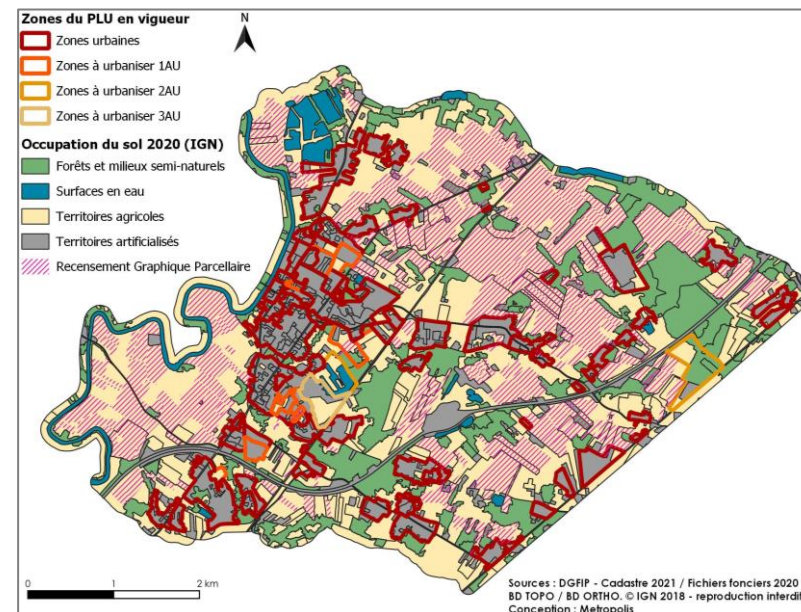 Zones du PLU en vigueur
Zones urbaines
Zones à urbaniser 1AU
Zones à urbaniser 2AU
Zones à urbaniser 3AU
Occupation du sol 2020 (IGN)
Forêts et milieux semi-naturels
Surfaces en eau
Territoires agricoles
Territoires artificialisés
Recensement Graphique Parcellaire
N
0 1 2 km
Sources : DGFIP - Cadastre 2021 / Fichiers fonciers 2020
BD TOPO / BD ORTHO. © IGN 2018 - reproduction interdit
Conception : Metropolis